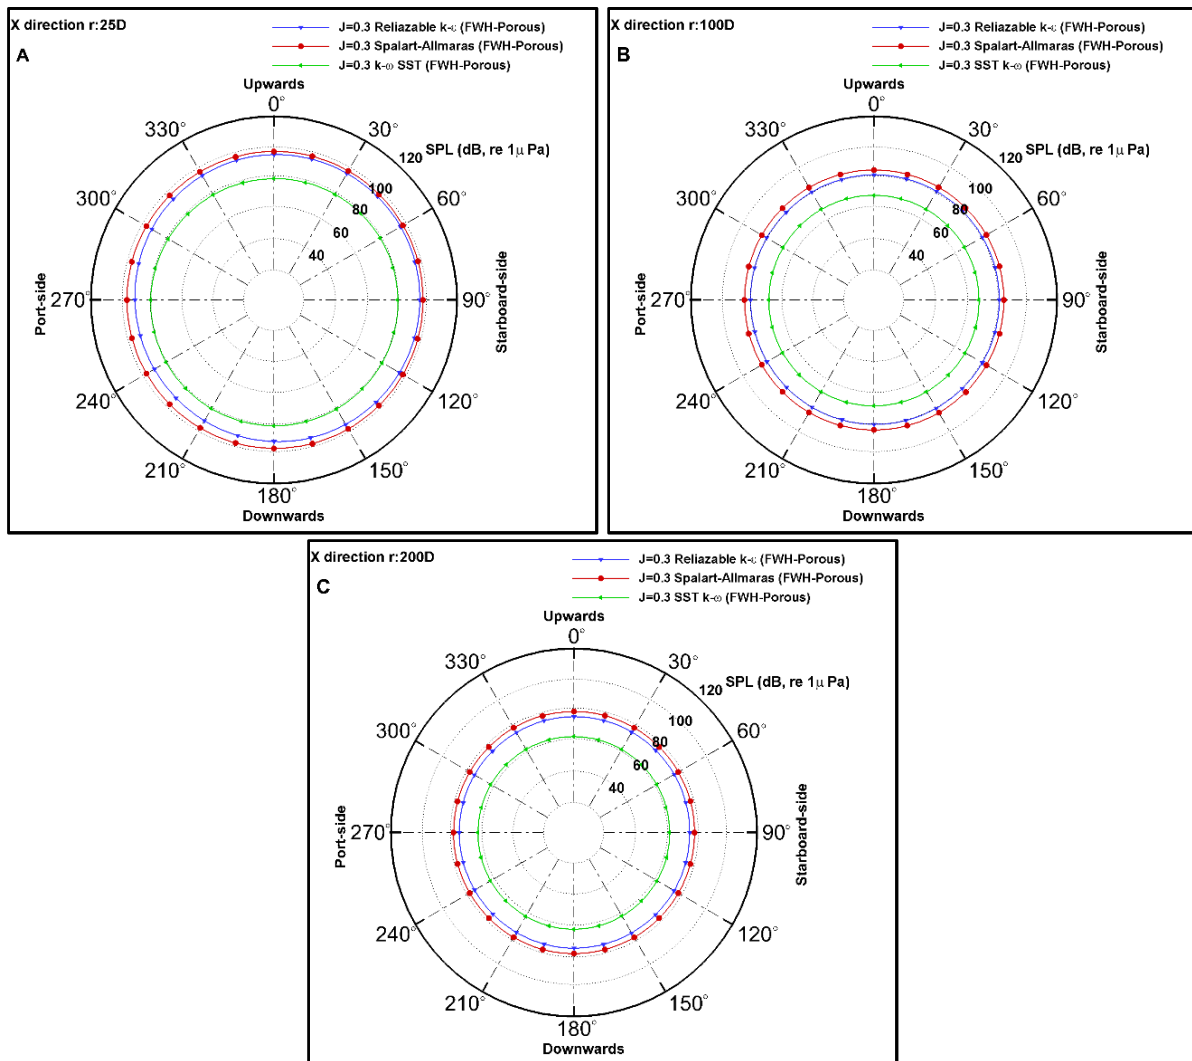 X direction r:25D
J=0.3 Reliazable k-ε (FWH-Porous)
J=0.3 Spalart-Allmaras (FWH-Porous)
J=0.3 k-ω SST (FWH-Porous)
A
Upwards
0°
330°
30°
120
SPL (dB, re 1μ Pa)
300°
100
60°
80
60
40
Port-side
270°
90°
Starboard-side
240°
120°
210°
150°
180°
Downwards
X direction r:100D
J=0.3 Reliazable k-ε (FWH-Porous)
J=0.3 Spalart-Allmaras (FWH-Porous)
J=0.3 SST k-ω (FWH-Porous)
B
Upwards
0°
330°
30°
120
SPL (dB, re 1μ Pa)
300°
100
60°
80
60
40
Port-side
270°
90°
Starboard-side
240°
120°
210°
150°
180°
Downwards
X direction r:200D
J=0.3 Reliazable k-ε (FWH-Porous)
J=0.3 Spalart-Allmaras (FWH-Porous)
J=0.3 SST k-ω (FWH-Porous)
C
Upwards
0°
330°
30°
120
SPL (dB, re 1μ Pa)
300°
100
60°
80
60
40
Port-side
270°
90°
Starboard-side
240°
120°
210°
150°
180°
Downwards